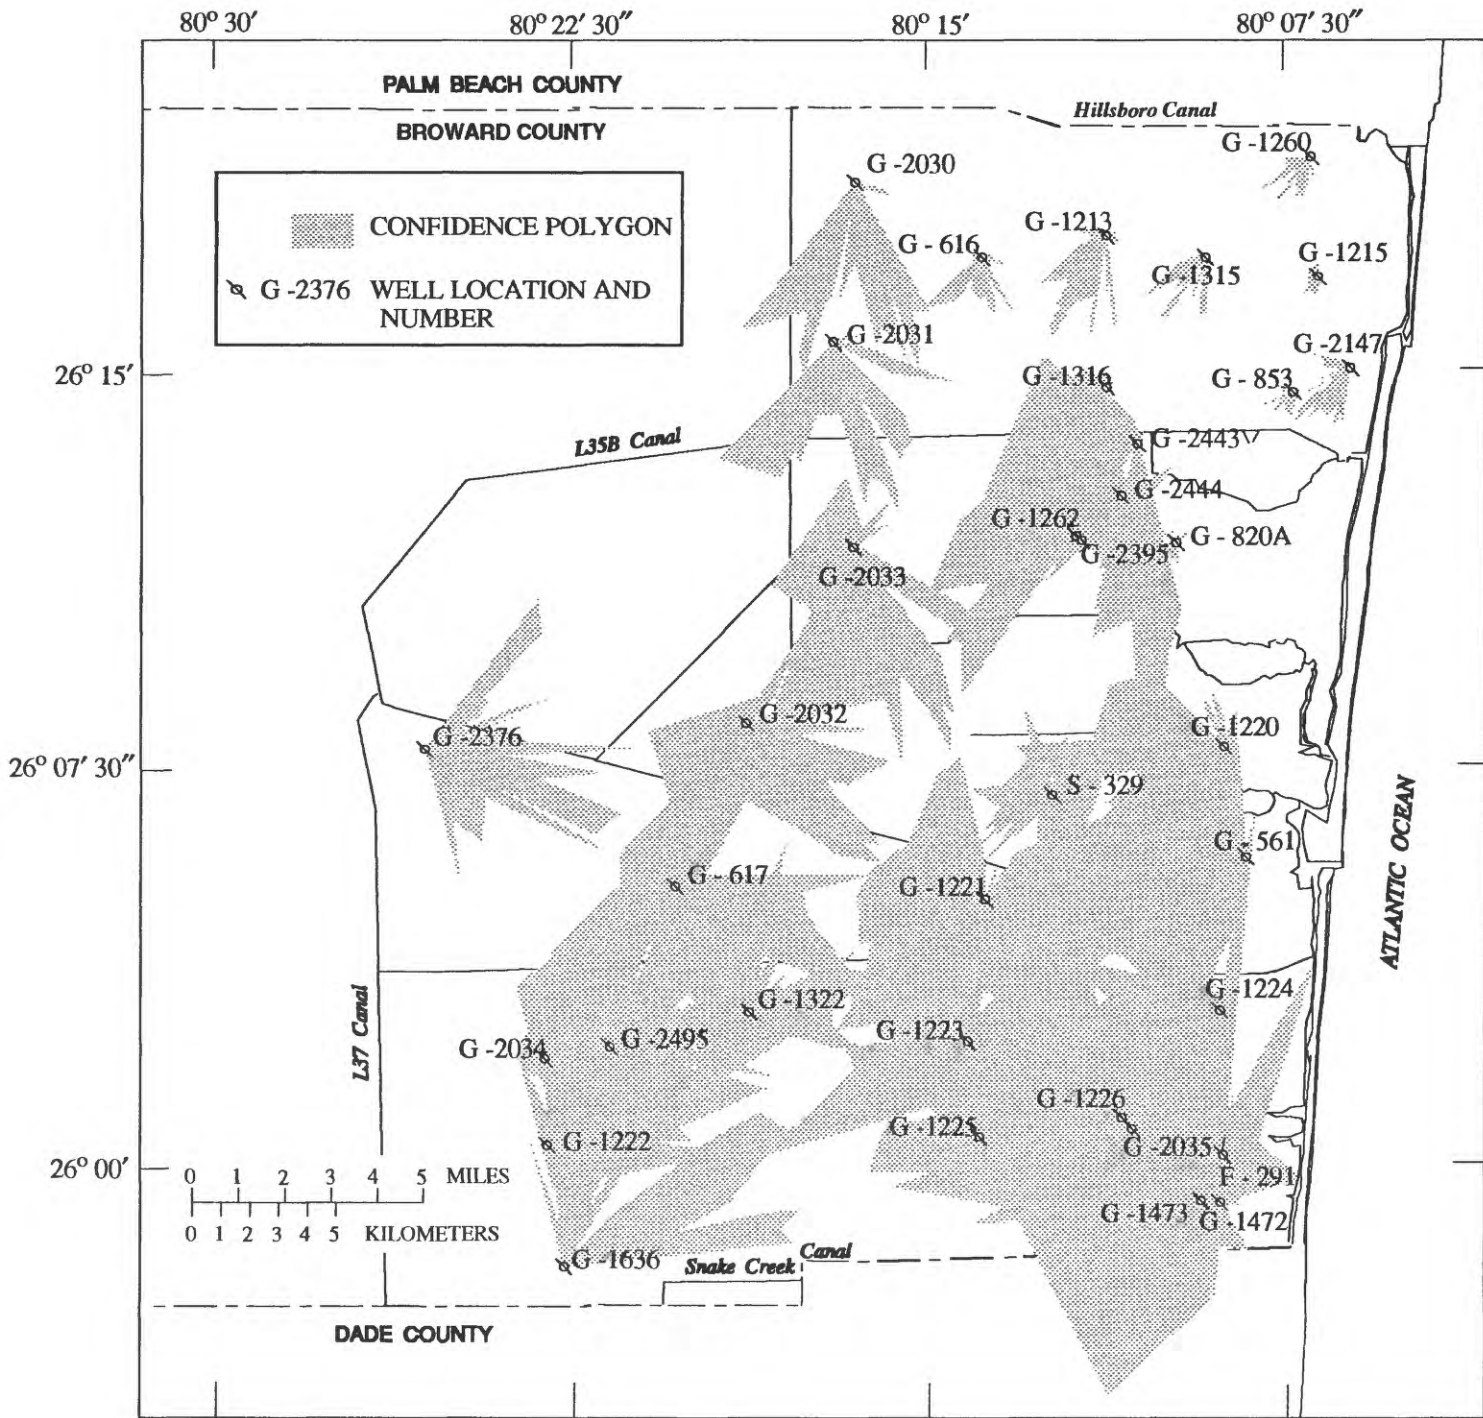 80° 30′ 80° 22′ 30″ 80° 15′ 80° 07′ 30″
PALM BEACH COUNTY
Hillsboro Canal
BROWARD COUNTY
G -1260
G -2030
CONFIDENCE POLYGON
G -1213
G - 616
G -1215
G -1315
G -2376 WELL LOCATION AND
NUMBER
G -2031
G -2147
26° 15′
G -1316
G - 853
L35B Canal
G -2443
G -2444
G -1262
G - 820A
G -2395
G -2033
G -2032
G -2376
G -1220
26° 07′ 30″
S - 329
ATLANTIC OCEAN
G - 561
G - 617
G -1221
G -1224
G -1322
L37 Canal
G -1223
G -2495
G -2034
G -1226
G -1225
G -1222
G -2035
26° 00′
F - 291
0 1 2 3 4 5 MILES
G -1473
G -1472
0 1 2 3 4 5 KILOMETERS
Canal
G -1636
Snake Creek
DADE COUNTY